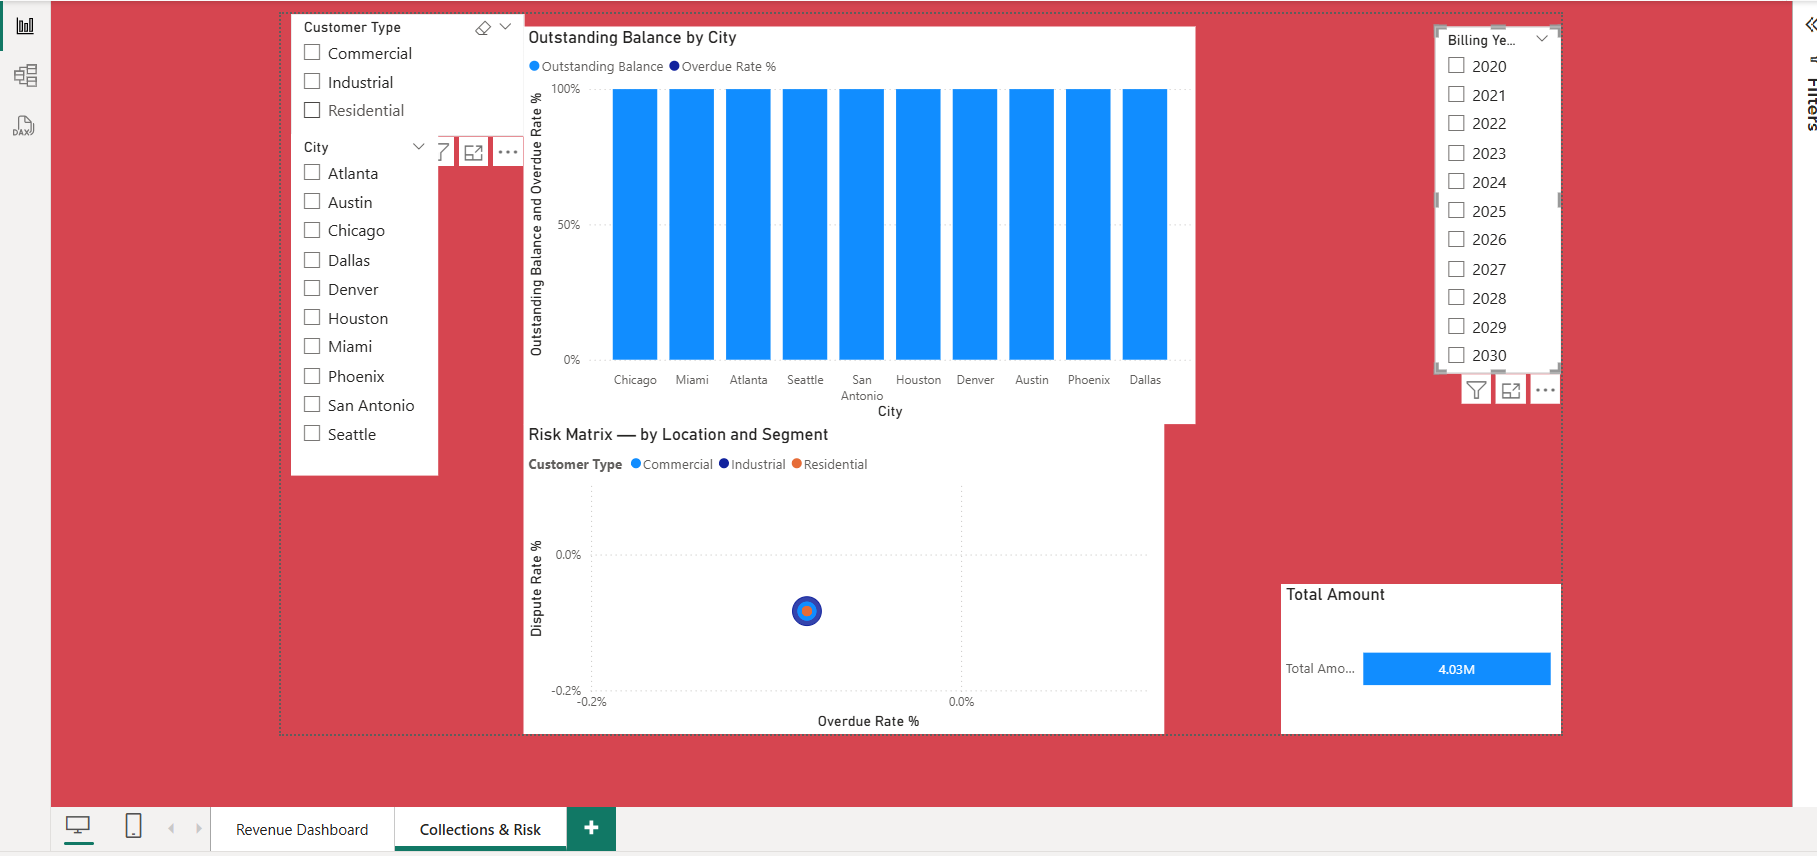 Customer Type
Commercial
Industrial
Residential
City
Atlanta
Austin
Chicago
Dallas
Denver
Houston
Miami
Phoenix
San Antonio
Seattle
Outstanding Balance by City
Outstanding Balance Overdue Rate %
Outstanding Balance and Overdue Rate %
100%
50%
0%
Chicago Miami Atlanta Seattle San Antonio Houston Denver Austin Phoenix Dallas
City
Risk Matrix — by Location and Segment
Customer Type Commercial Industrial Residential
Dispute Rate %
0.0%
-0.2%
-0.2% 0.0%
Overdue Rate %
Billing Ye...
2020
2021
2022
2023
2024
2025
2026
2027
2028
2029
2030
Total Amount
Total Amo... 4.03M
Filters
DAX
Revenue Dashboard
Collections & Risk